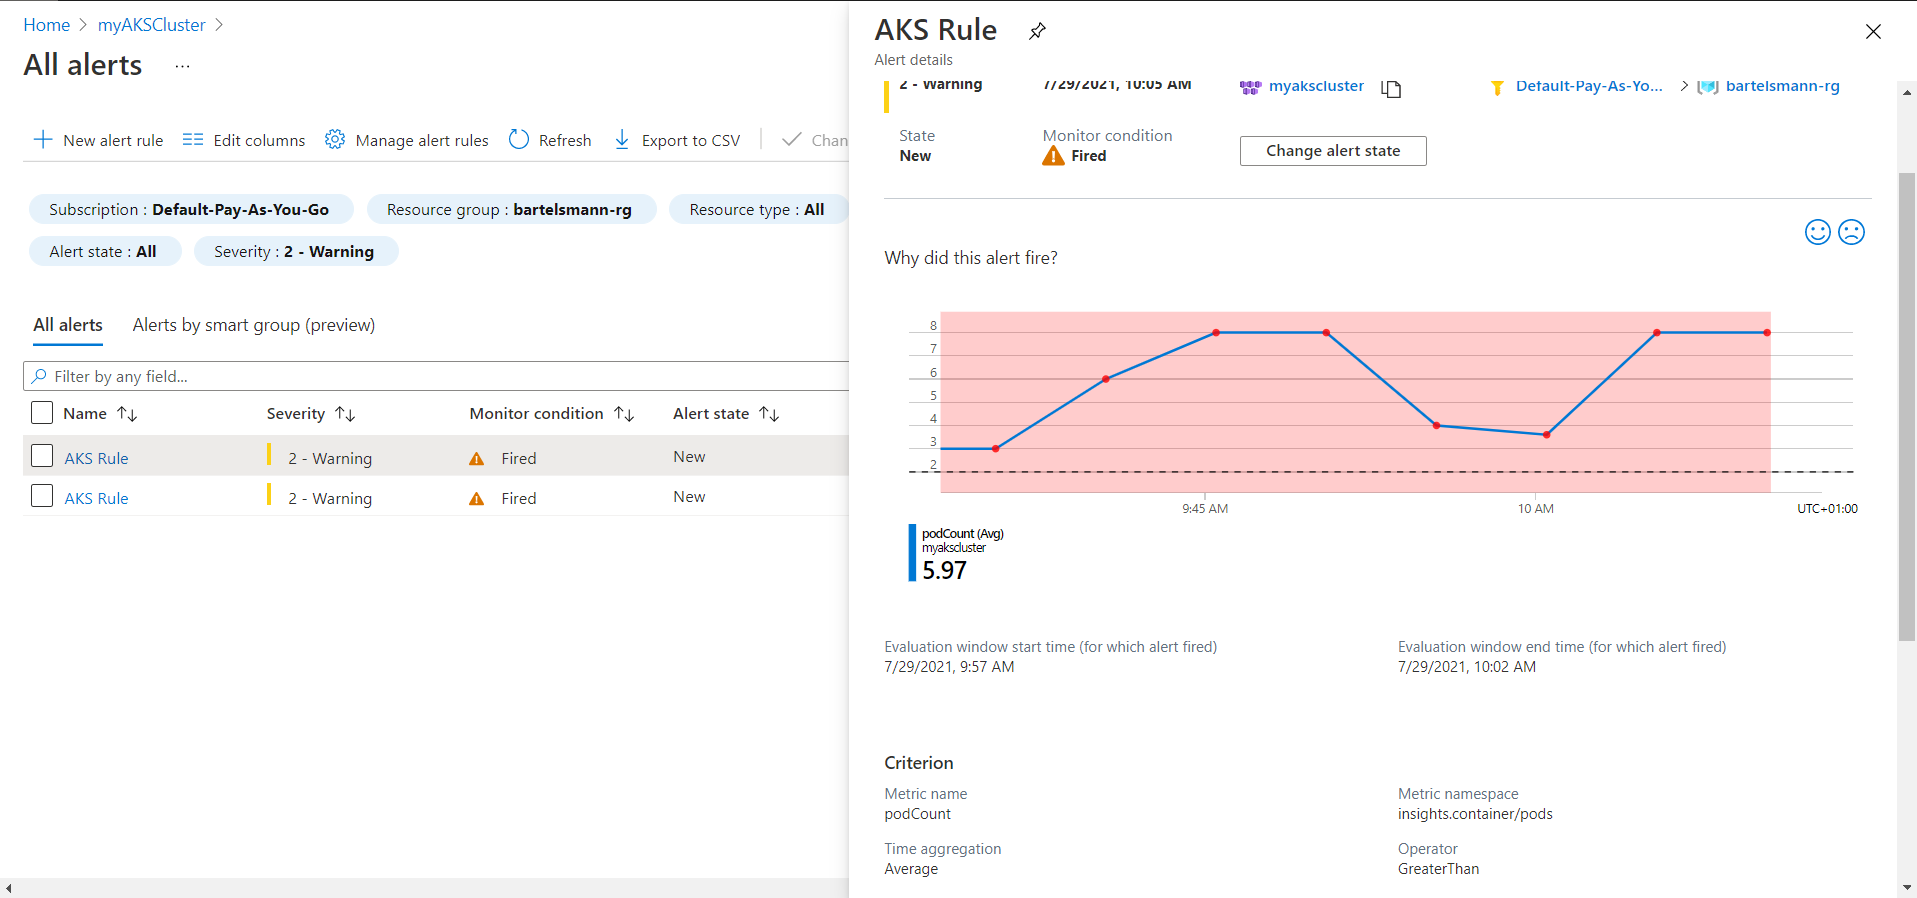 Home > myAKSCluster >
All alerts ...
New alert rule Edit columns Manage alert rules Refresh Export to CSV Chan
Subscription : Default-Pay-As-You-Go Resource group : bartelsmann-rg Resource type : All
Alert state : All Severity : 2 - Warning
All alerts Alerts by smart group (preview)
Filter by any field...
Name Severity Monitor condition Alert state
AKS Rule 2 - Warning Fired New
AKS Rule 2 - Warning Fired New
AKS Rule
Alert details
2 - Warning 7/29/2021, 10:05 AM myakscluster Default-Pay-As-Yo... > bartelsmann-rg
State Monitor condition
New Fired Change alert state
Why did this alert fire?
8
7
6
5
4
3
2
9:45 AM 10 AM UTC+01:00
podCount (Avg)
myakscluster
5.97
Evaluation window start time (for which alert fired) Evaluation window end time (for which alert fired)
7/29/2021, 9:57 AM 7/29/2021, 10:02 AM
Criterion
Metric name Metric namespace
podCount insights.container/pods
Time aggregation Operator
Average GreaterThan